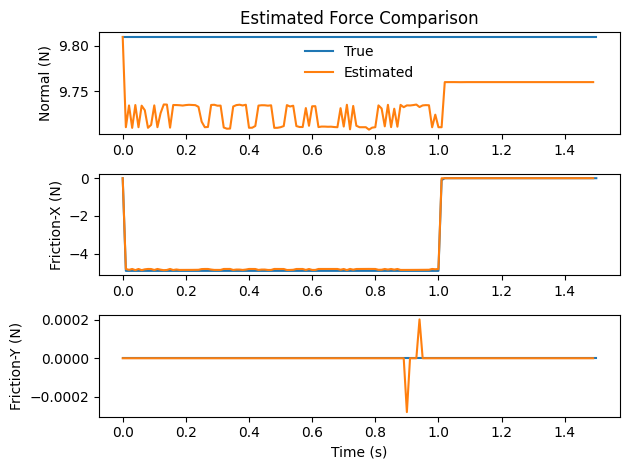 Estimated Force Comparison
Normal (N)
9.80
9.75
True
Estimated
0.0 0.2 0.4 0.6 0.8 1.0 1.2 1.4
Friction-X (N)
0
−2
−4
0.0 0.2 0.4 0.6 0.8 1.0 1.2 1.4
Friction-Y (N)
0.0002
0.0000
−0.0002
0.0 0.2 0.4 0.6 0.8 1.0 1.2 1.4
Time (s)